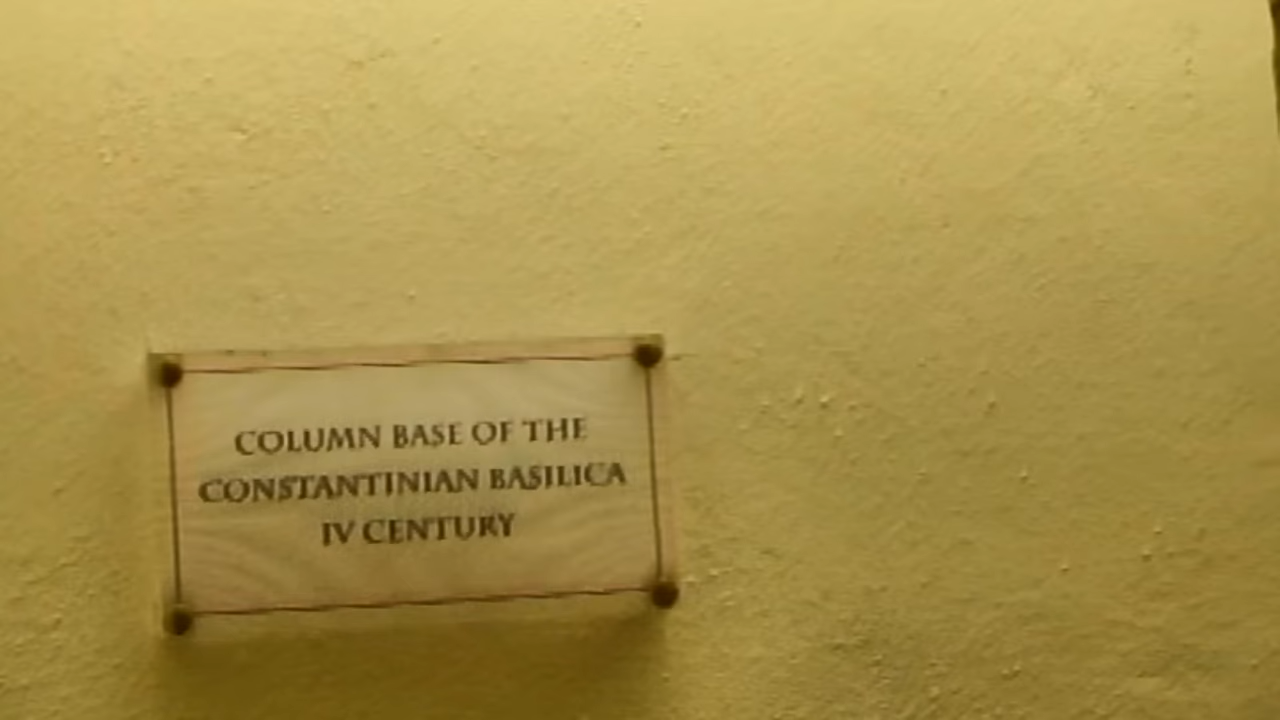 COLUMN BASE OF THE
CONSTANTINIAN BASILICA
IV CENTURY